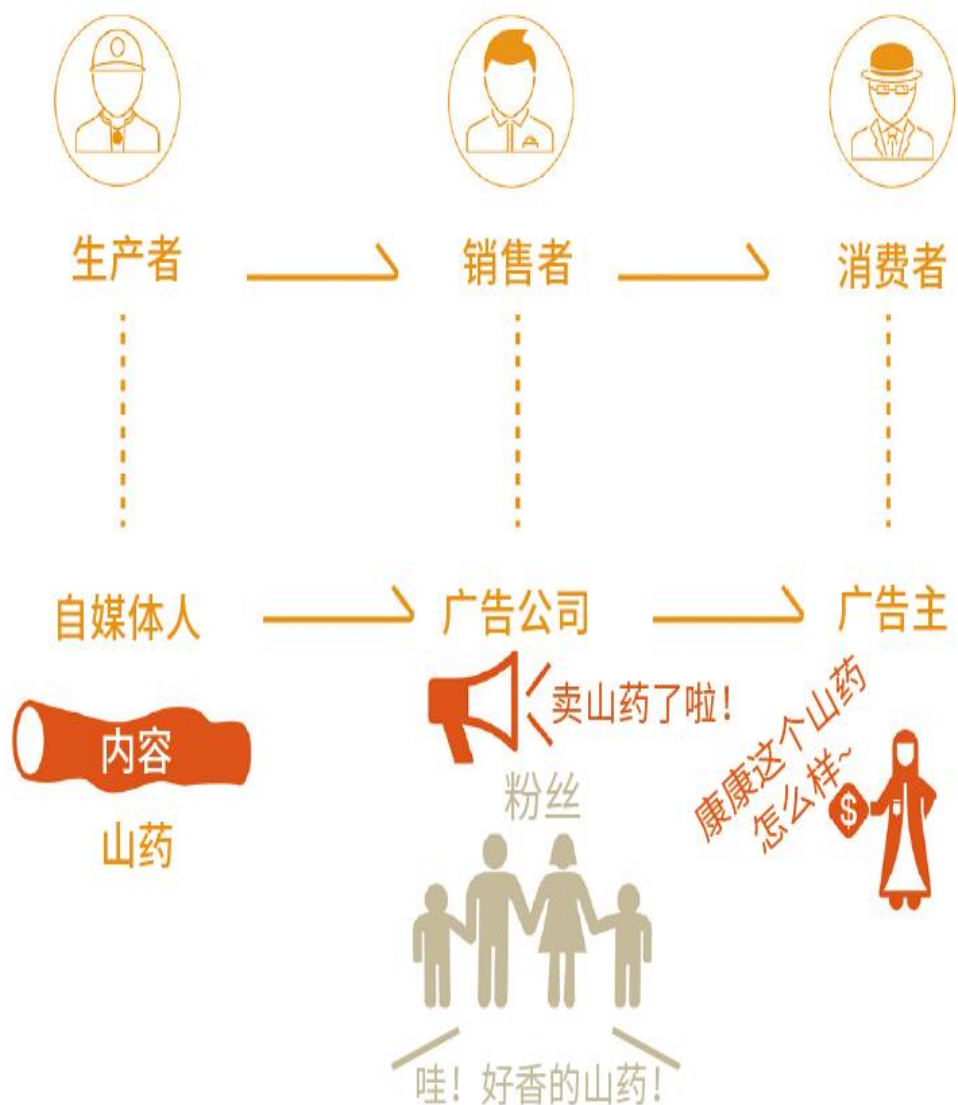 生产者
销售者
消费者
自媒体人
广告公司
广告主
卖山药了啦！
内容
山药
粉丝
康康这个山药
怎么样~
$
哇！好香的山药！